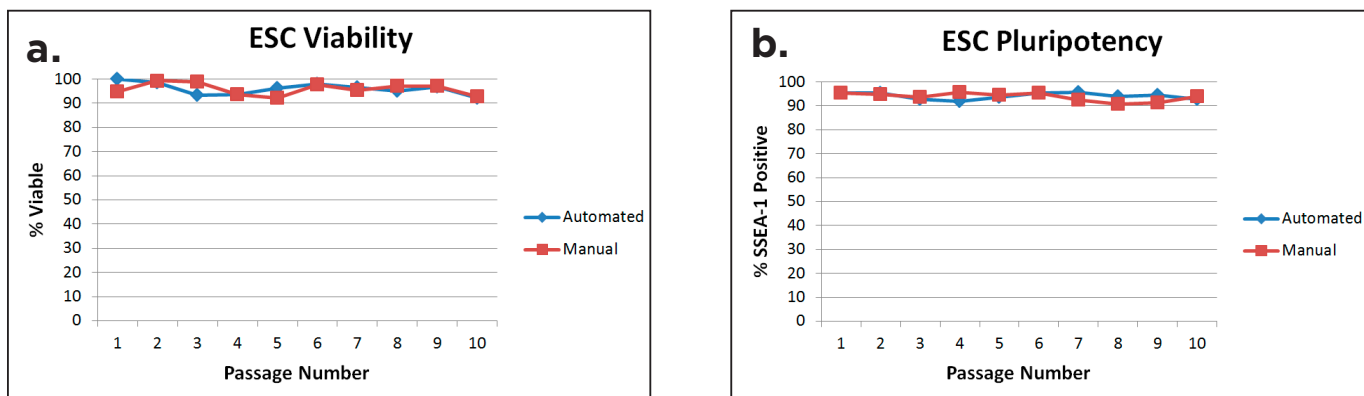 a.
ESC Viability
% Viable
100
90
80
70
60
50
40
30
20
10
0
1 2 3 4 5 6 7 8 9 10
Passage Number
Automated
Manual
b.
ESC Pluripotency
% SSEA-1 Positive
100
90
80
70
60
50
40
30
20
10
0
1 2 3 4 5 6 7 8 9 10
Passage Number
Automated
Manual